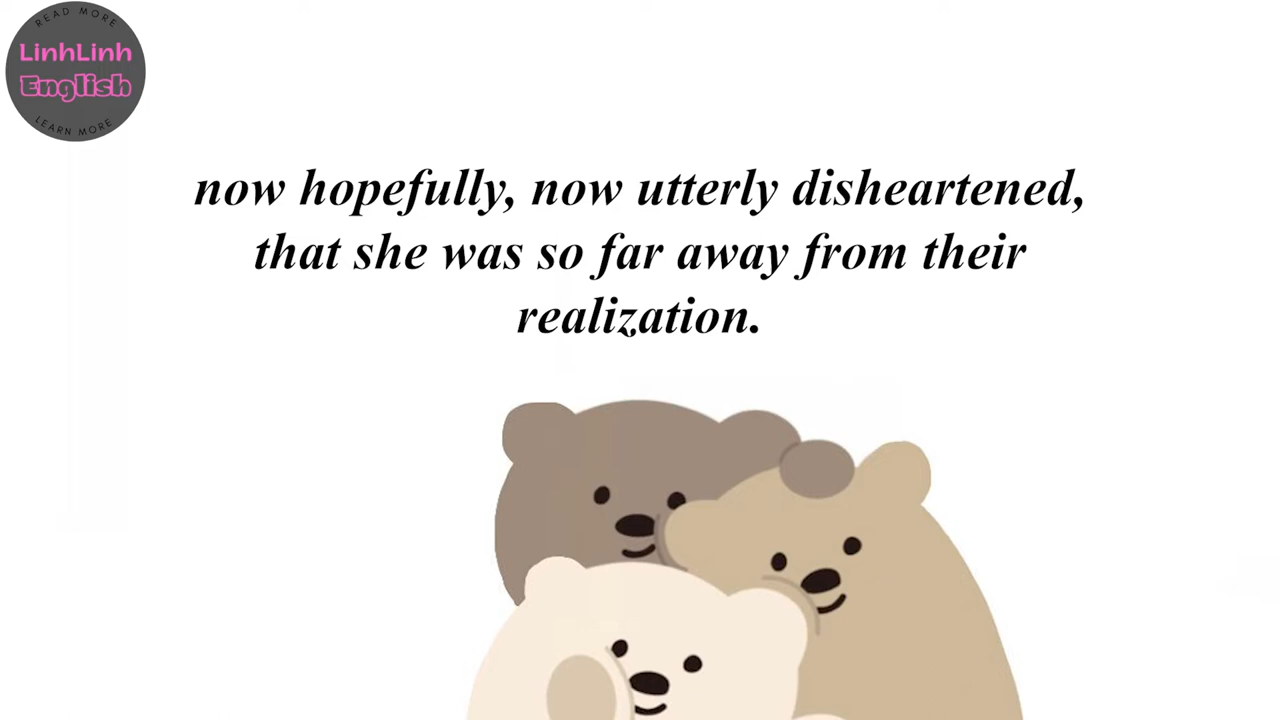 READ MORE
LinhLinh
English
LEARN MORE
now hopefully, now utterly disheartened,
that she was so far away from their
realization.